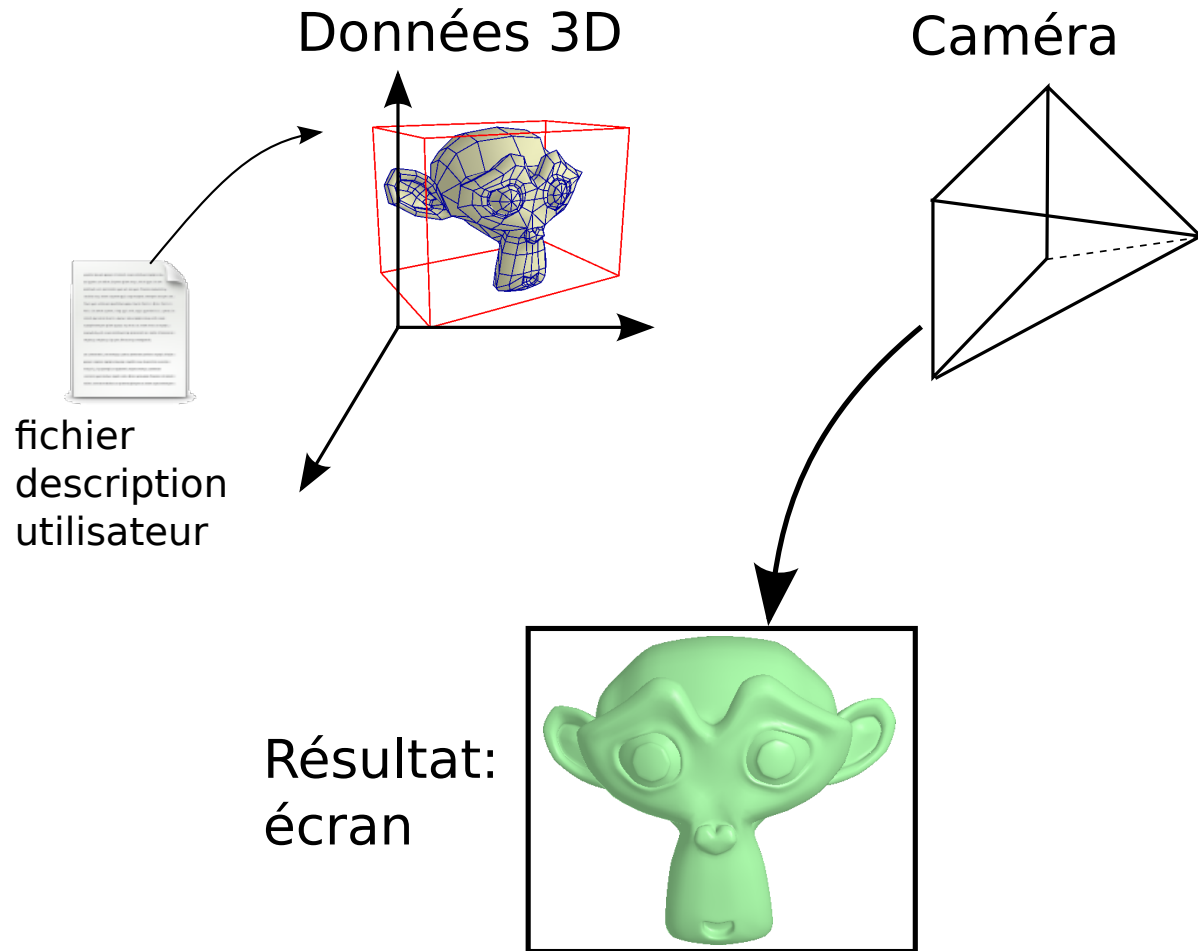 Données 3D
Caméra
fichier
description
utilisateur
Résultat:
écran